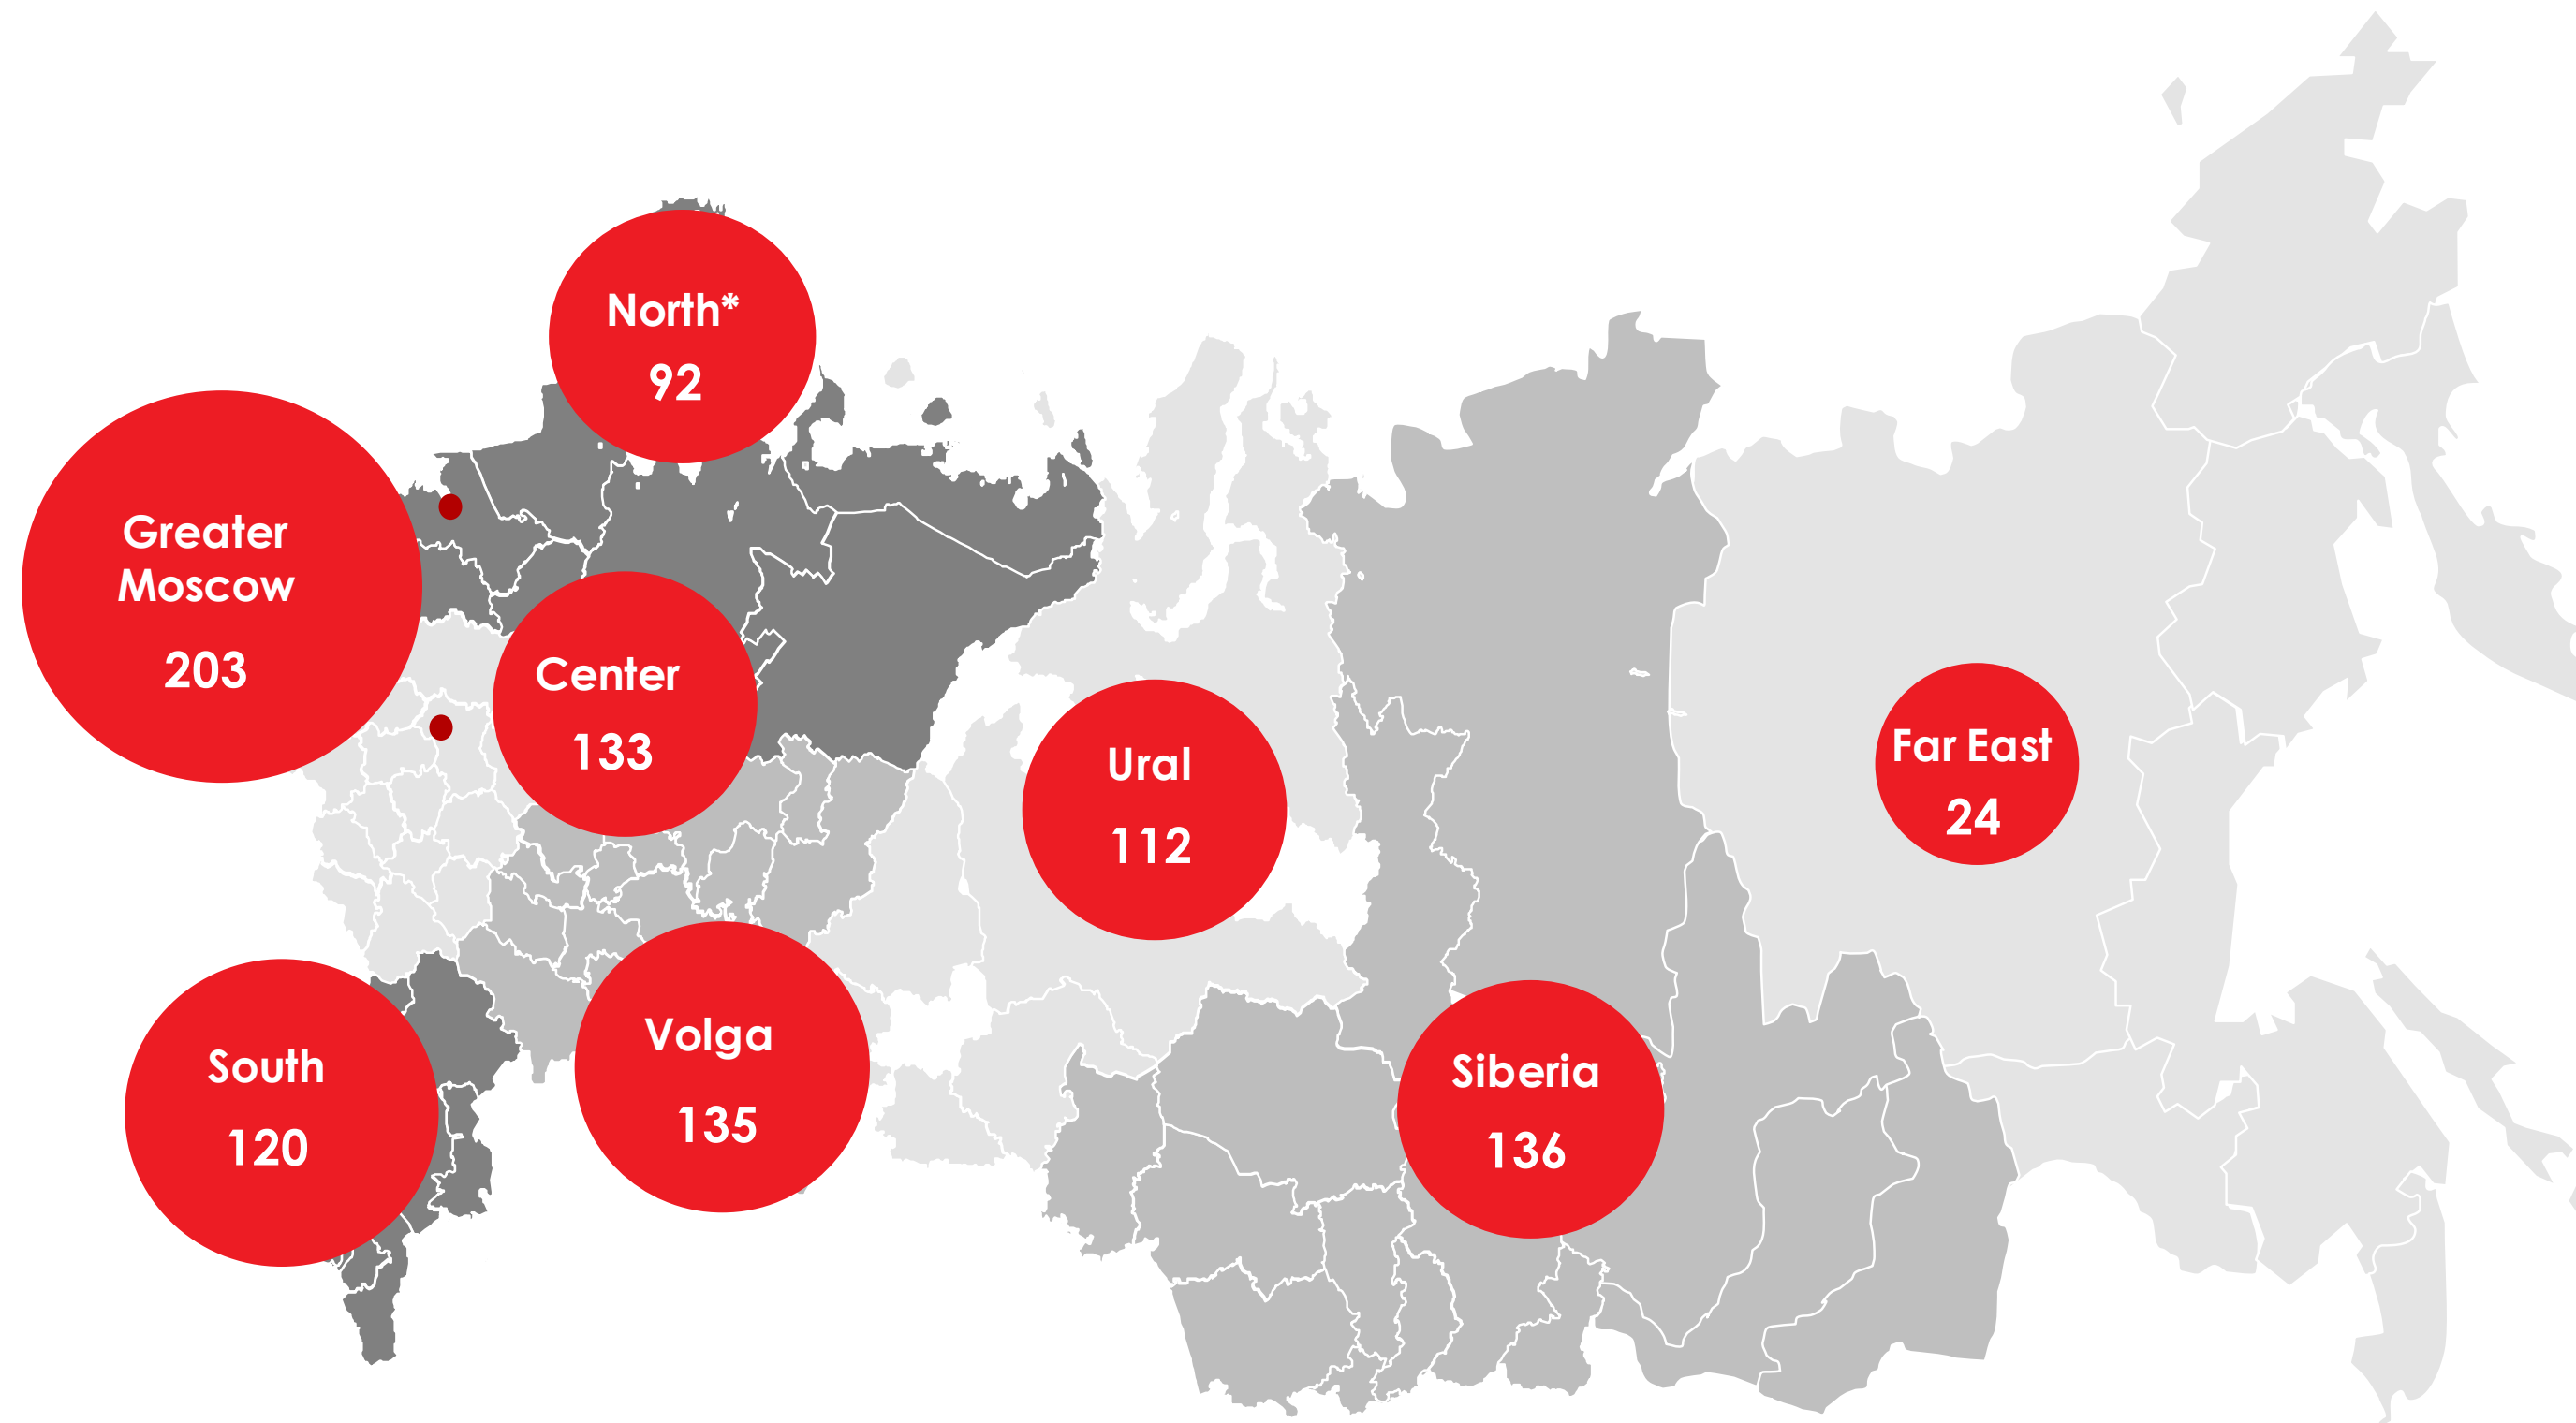 North*
92
Greater
Moscow
203
Center
133
Ural
112
Far East
24
South
120
Volga
135
Siberia
136